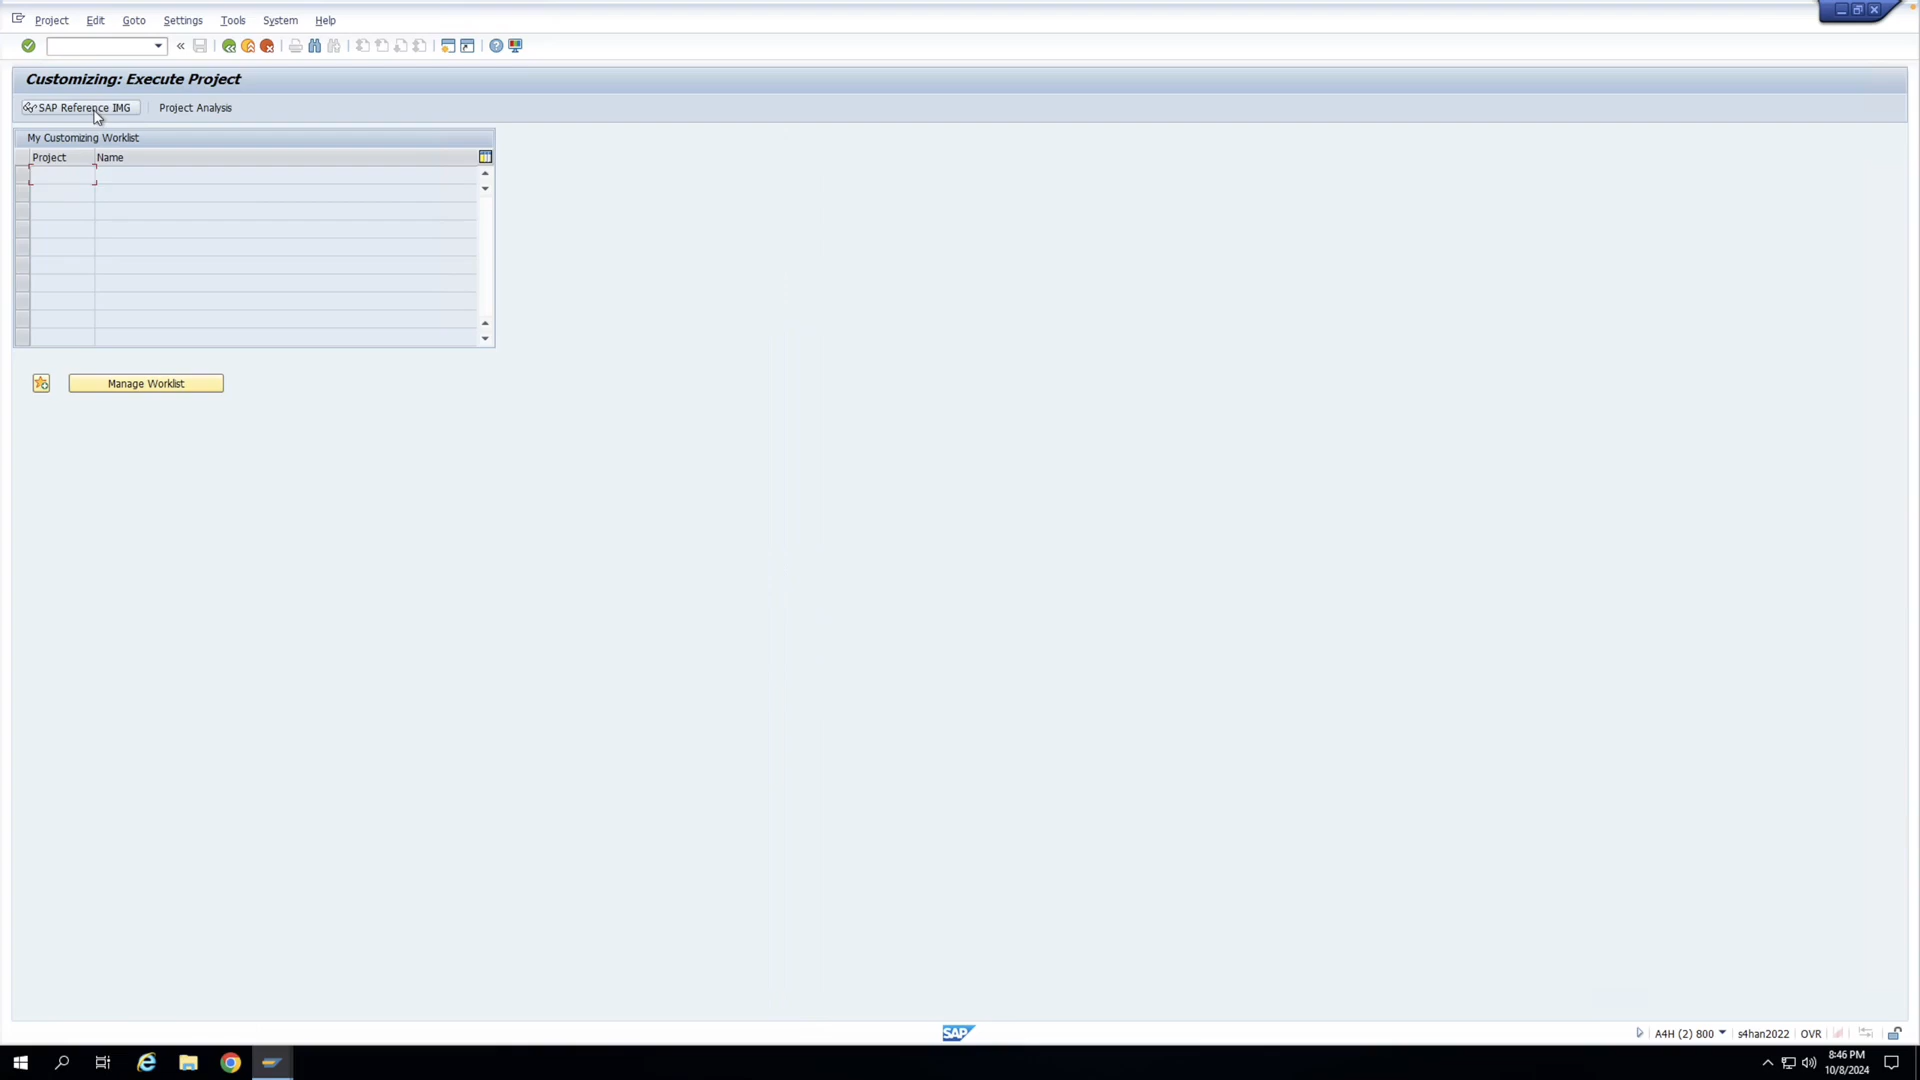 Project Edit Goto Settings Tools System Help
Customizing: Execute Project
SAP Reference IMG Project Analysis
My Customizing Worklist
Project Name
Manage Worklist
SAP
A4H (2) 800 s4han2022 OVR
8:46 PM
10/8/2024